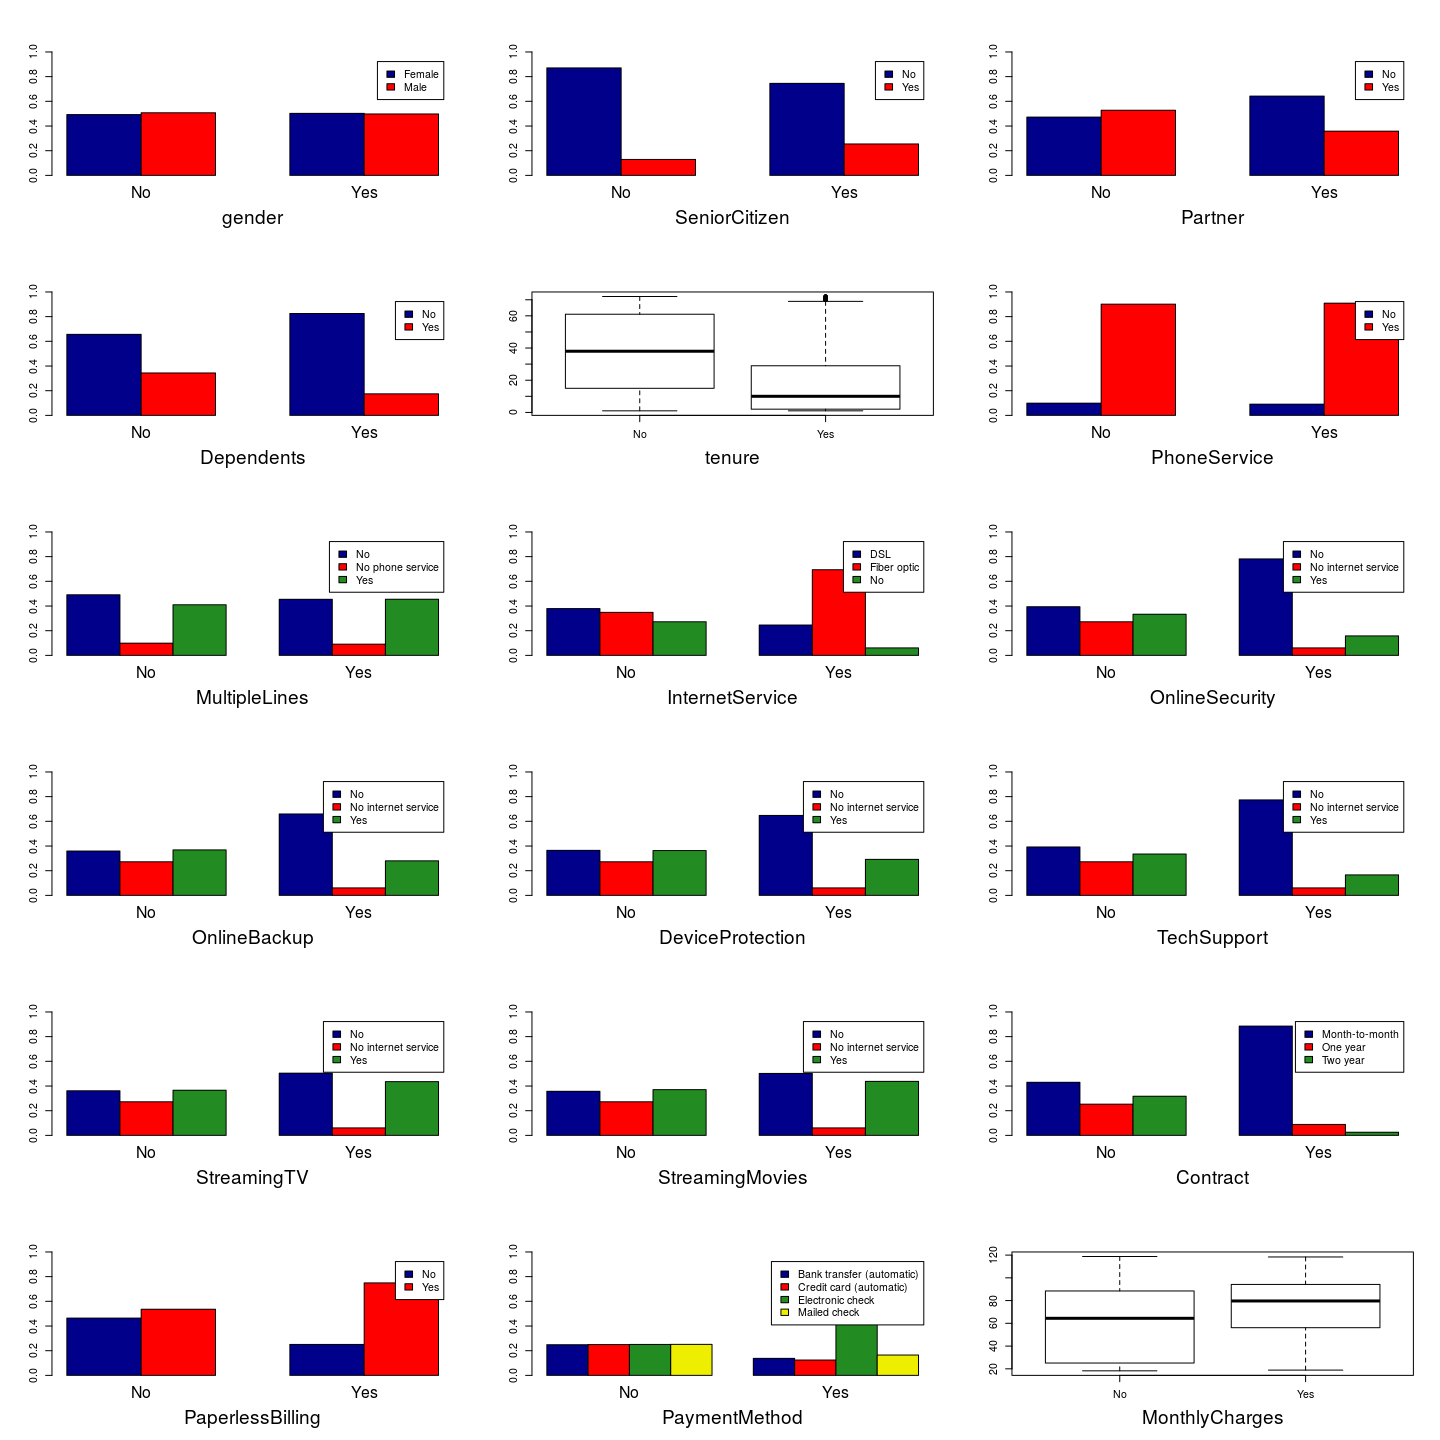 0.0 0.2 0.4 0.6 0.8 1.0
Female
Male
No Yes
gender
0.0 0.2 0.4 0.6 0.8 1.0
No
Yes
No Yes
SeniorCitizen
0.0 0.2 0.4 0.6 0.8 1.0
No
Yes
No Yes
Partner
0.0 0.2 0.4 0.6 0.8 1.0
No
Yes
No Yes
Dependents
0 20 40 60
No Yes
tenure
0.0 0.2 0.4 0.6 0.8 1.0
No
Yes
No Yes
PhoneService
0.0 0.2 0.4 0.6 0.8 1.0
No
No phone service
Yes
No Yes
MultipleLines
0.0 0.2 0.4 0.6 0.8 1.0
DSL
Fiber optic
No
No Yes
InternetService
0.0 0.2 0.4 0.6 0.8 1.0
No
No internet service
Yes
No Yes
OnlineSecurity
0.0 0.2 0.4 0.6 0.8 1.0
No
No internet service
Yes
No Yes
OnlineBackup
0.0 0.2 0.4 0.6 0.8 1.0
No
No internet service
Yes
No Yes
DeviceProtection
0.0 0.2 0.4 0.6 0.8 1.0
No
No internet service
Yes
No Yes
TechSupport
0.0 0.2 0.4 0.6 0.8 1.0
No
No internet service
Yes
No Yes
StreamingTV
0.0 0.2 0.4 0.6 0.8 1.0
No
No internet service
Yes
No Yes
StreamingMovies
0.0 0.2 0.4 0.6 0.8 1.0
Month-to-month
One year
Two year
No Yes
Contract
0.0 0.2 0.4 0.6 0.8 1.0
No
Yes
No Yes
PaperlessBilling
0.0 0.2 0.4 0.6 0.8 1.0
Bank transfer (automatic)
Credit card (automatic)
Electronic check
Mailed check
No Yes
PaymentMethod
20 40 60 80 120
No Yes
MonthlyCharges